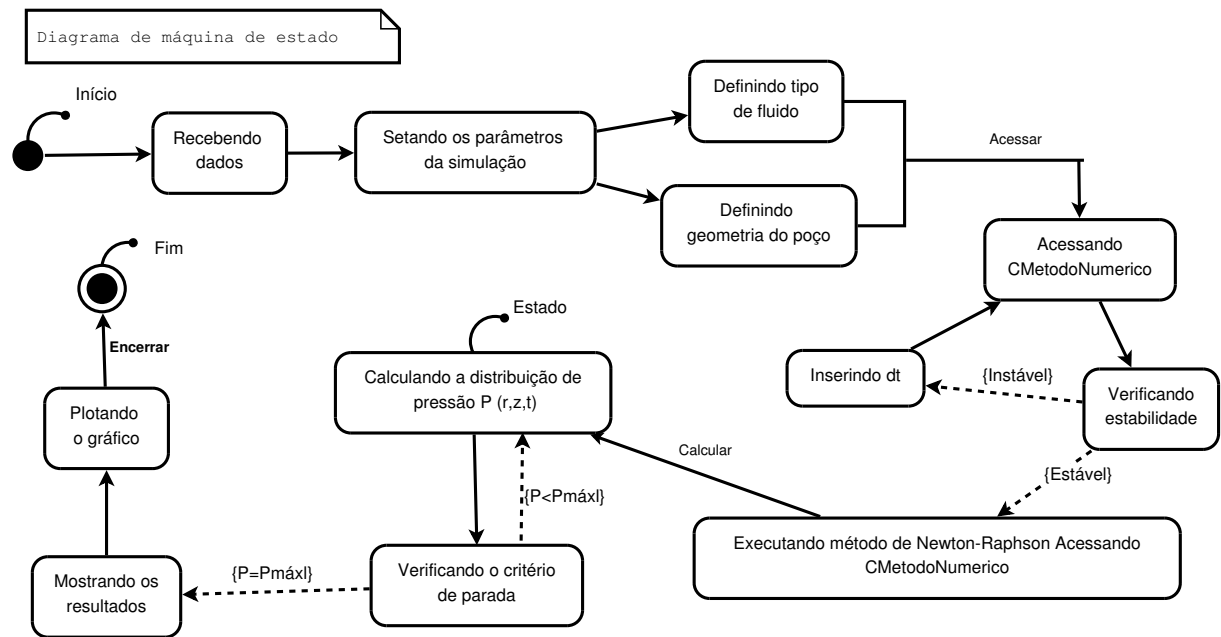 Diagrama de máquina de estado
Início
Recebendo
dados
Setando os parâmetros
da simulação
Definindo tipo
de fluido
Definindo
geometria do poço
Acessar
Acessando
CMetodoNumerico
Inserindo dt
{Instável}
Verificando
estabilidade
{Estável}
Executando método de Newton-Raphson Acessando
CMetodoNumerico
Calcular
Estado
Calculando a distribuição de
pressão P (r,z,t)
{P<Pmáxl}
Verificando o critério
de parada
{P=Pmáxl}
Mostrando os
resultados
Plotando
o gráfico
Encerrar
Fim